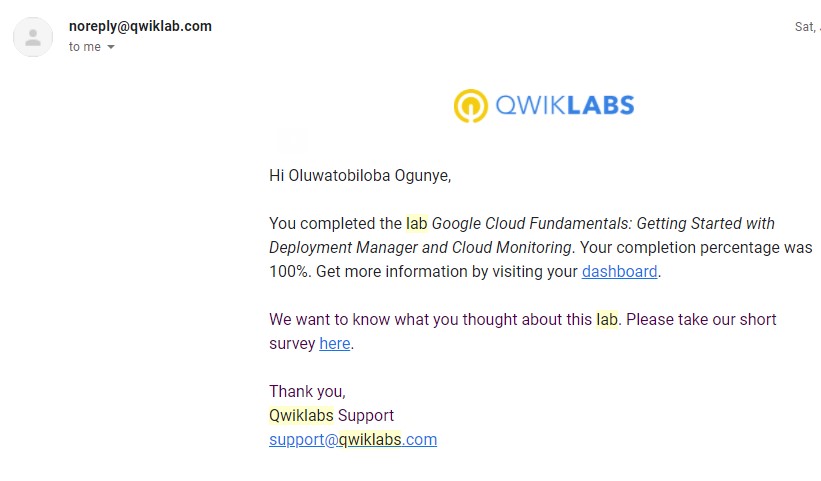 noreply@qwiklab.com
Sat,
to me
QWIKLABS
Hi Oluwatobiloba Ogunye,
You completed the lab Google Cloud Fundamentals: Getting Started with
Deployment Manager and Cloud Monitoring. Your completion percentage was
100%. Get more information by visiting your dashboard.
We want to know what you thought about this lab. Please take our short
survey here.
Thank you,
Qwiklabs Support
support@qwiklabs.com